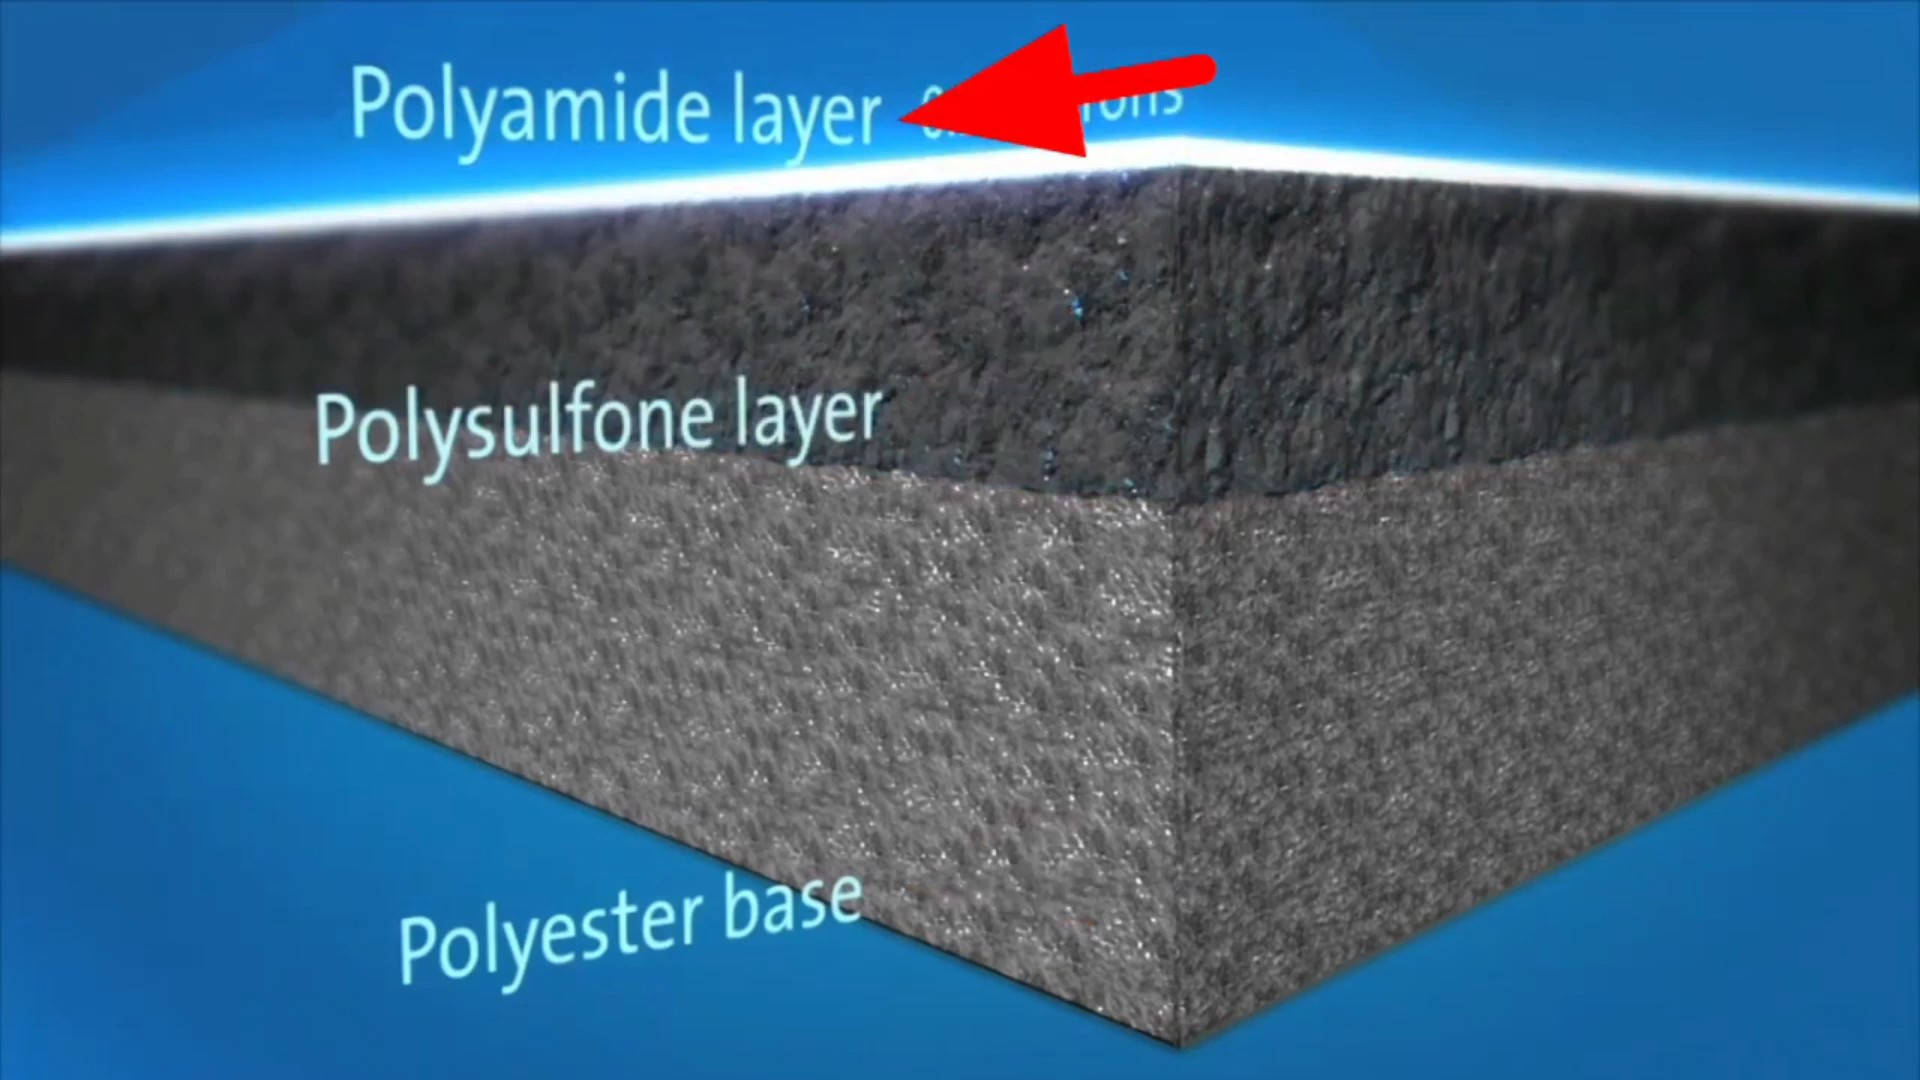 Polyamide layer
Polysulfone layer
Polyester base